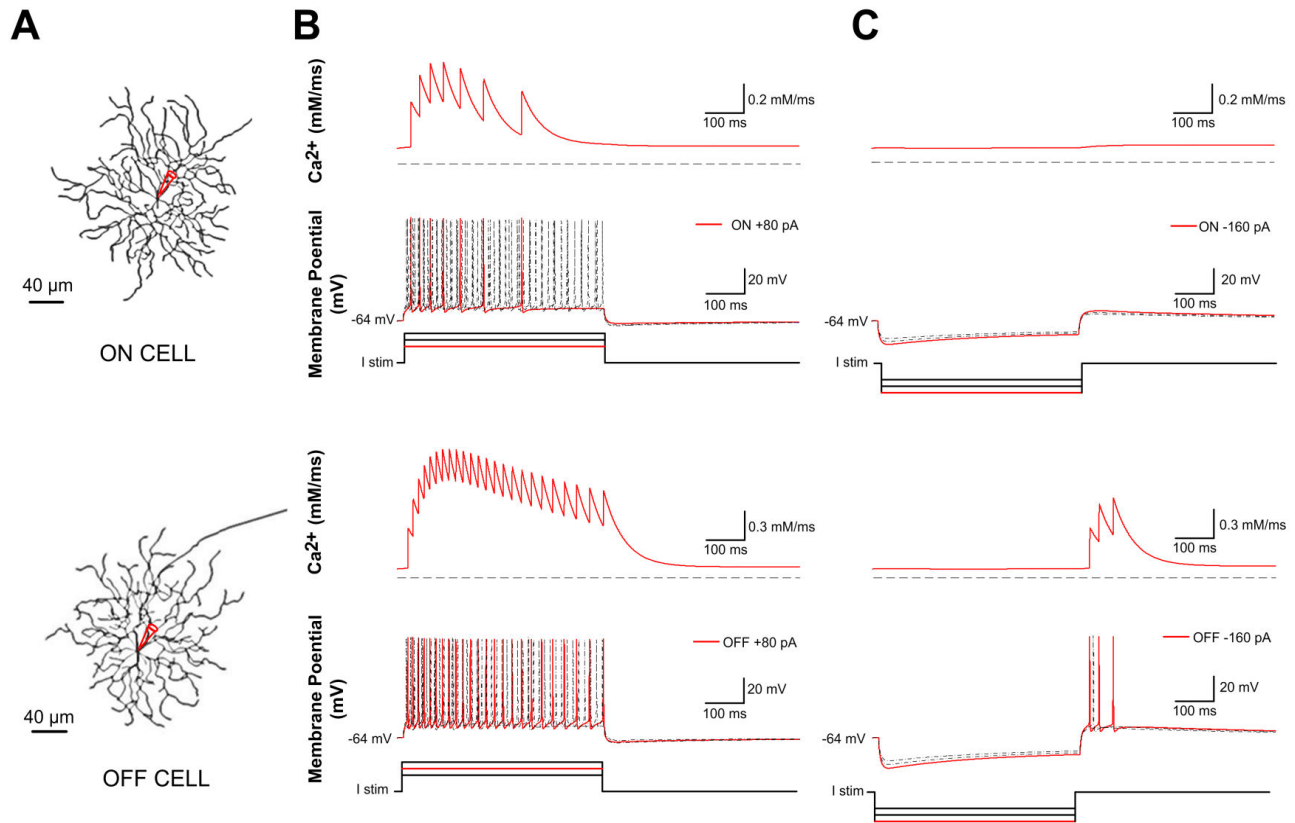 A
B
C
40 µm
ON CELL
40 µm
OFF CELL
Ca2+ (mM/ms)
0.2 mM/ms
100 ms
Membrane Poential
(mV)
ON +80 pA
20 mV
100 ms
-64 mV
I stim
0.2 mM/ms
100 ms
ON -160 pA
20 mV
100 ms
-64 mV
I stim
Ca2+ (mM/ms)
0.3 mM/ms
100 ms
Membrane Poential
(mV)
OFF +80 pA
20 mV
100 ms
-64 mV
I stim
0.3 mM/ms
100 ms
OFF -160 pA
20 mV
100 ms
-64 mV
I stim